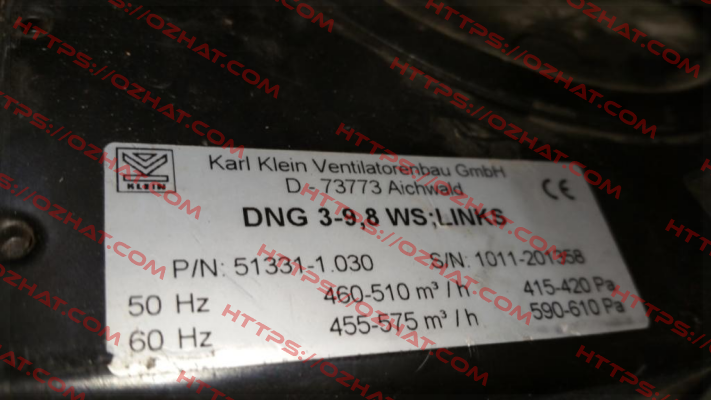 KLEIN
Karl Klein Ventilatorenbau GmbH
D - 73773 Aichwald
CE
DNG 3-9,8 WS;LINKS
P/N: 51331-1.030 S/N: 1011-201358
50 Hz 460-510 m³ / h 415-420 Pa
60 Hz 455-575 m³ / h 590-610 Pa
HTTPS://OZHAT.COM